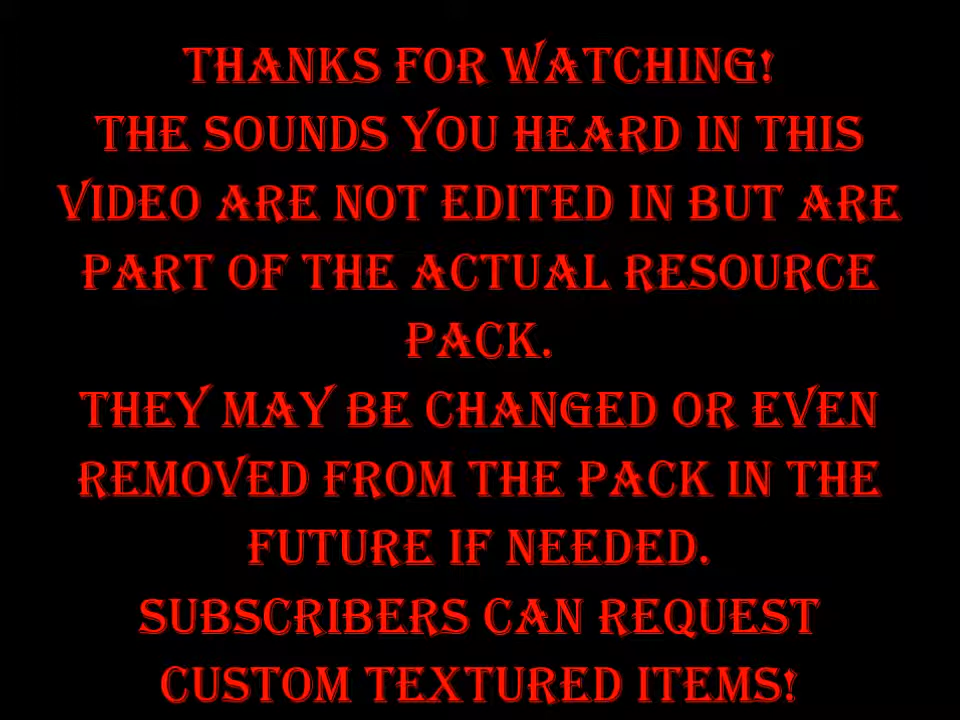 THANKS FOR WATCHING!
THE SOUNDS YOU HEARD IN THIS
VIDEO ARE NOT EDITED IN BUT ARE
PART OF THE ACTUAL RESOURCE
PACK.
THEY MAY BE CHANGED OR EVEN
REMOVED FROM THE PACK IN THE
FUTURE IF NEEDED.
SUBSCRIBERS CAN REQUEST
CUSTOM TEXTURED ITEMS!